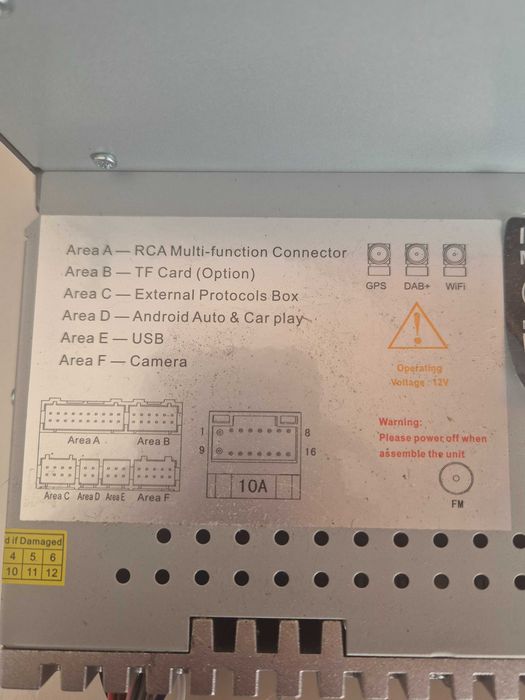 Area A — RCA Multi-function Connector
Area B — TF Card (Option)
Area C — External Protocols Box
Area D — Android Auto & Car play
Area E — USB
Area F — Camera
GPS DAB+ WiFi
Operating
Voltage : 12V
Warning:
Please power off when
assemble the unit
FM
Area A Area B
Area C Area D Area E Area F
1 8
9 16
10A
d if Damaged
4 5 6
10 11 12